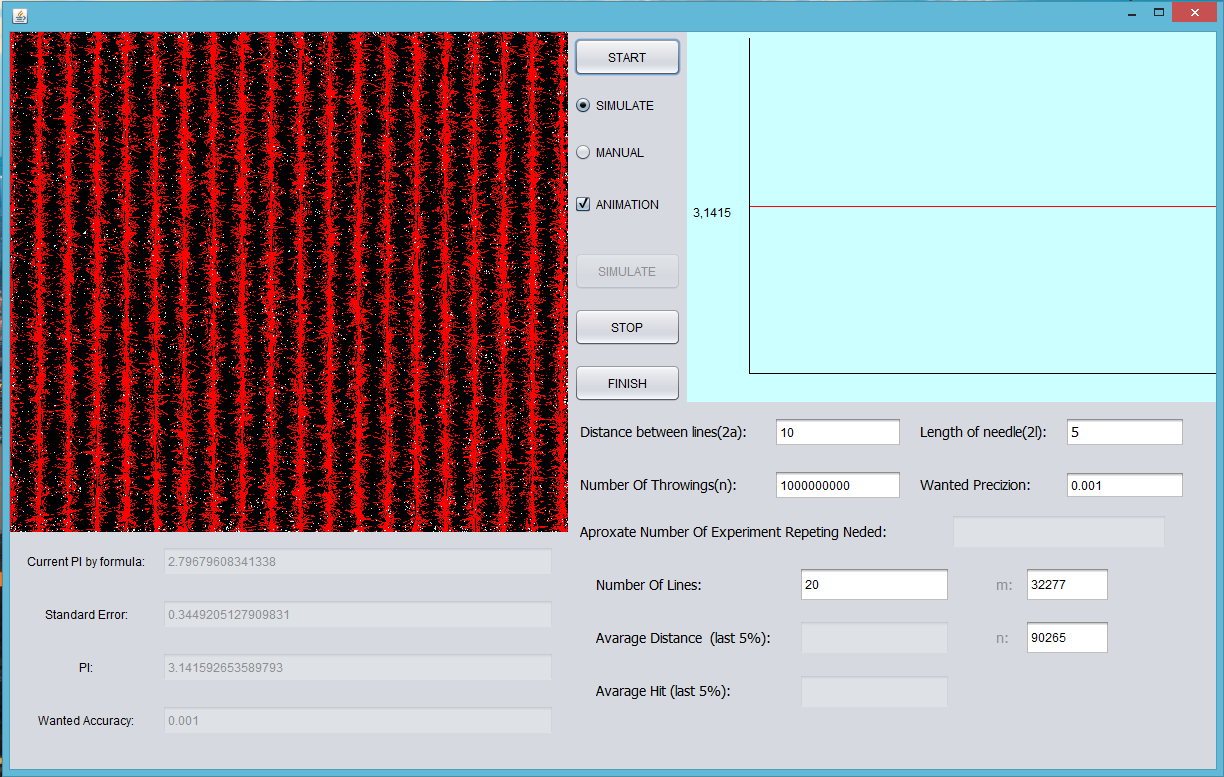 START
SIMULATE
MANUAL
ANIMATION
SIMULATE
STOP
FINISH
3,1415
Distance between lines(2a): 10 Length of needle(2l): 5
Number Of Throwings(n): 1000000000 Wanted Precizion: 0.001
Aproxate Number Of Experiment Repeting Neded:
Number Of Lines: 20 m: 32277
Avarage Distance (last 5%): n: 90265
Avarage Hit (last 5%):
Current PI by formula: 2.79679608341338
Standard Error: 0.3449205127909831
PI: 3.141592653589793
Wanted Accuracy: 0.001